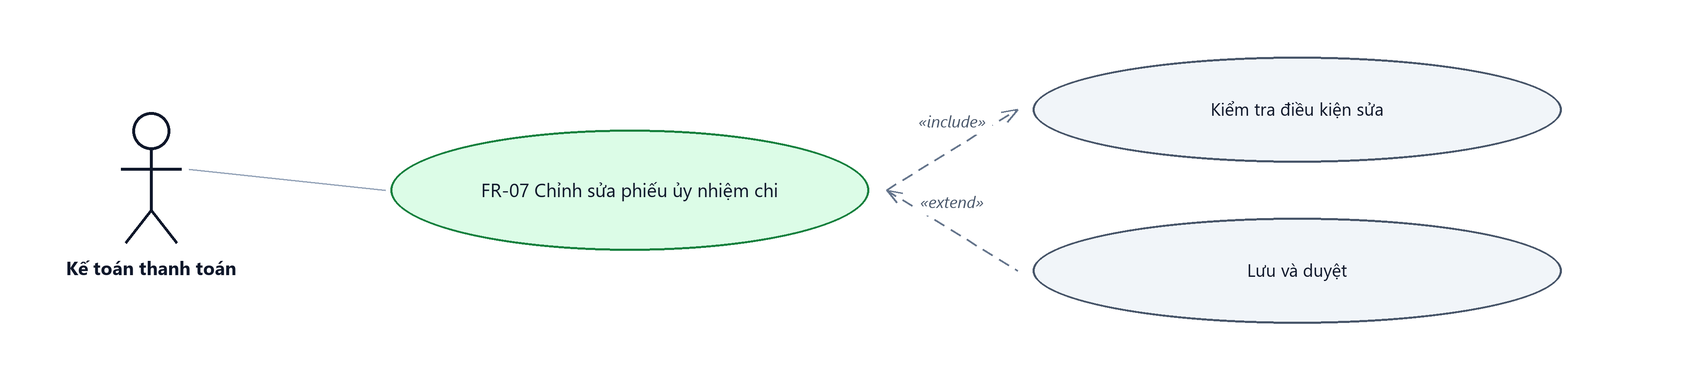 Kế toán thanh toán
FR-07 Chỉnh sửa phiếu ủy nhiệm chi
«include»
Kiểm tra điều kiện sửa
«extend»
Lưu và duyệt